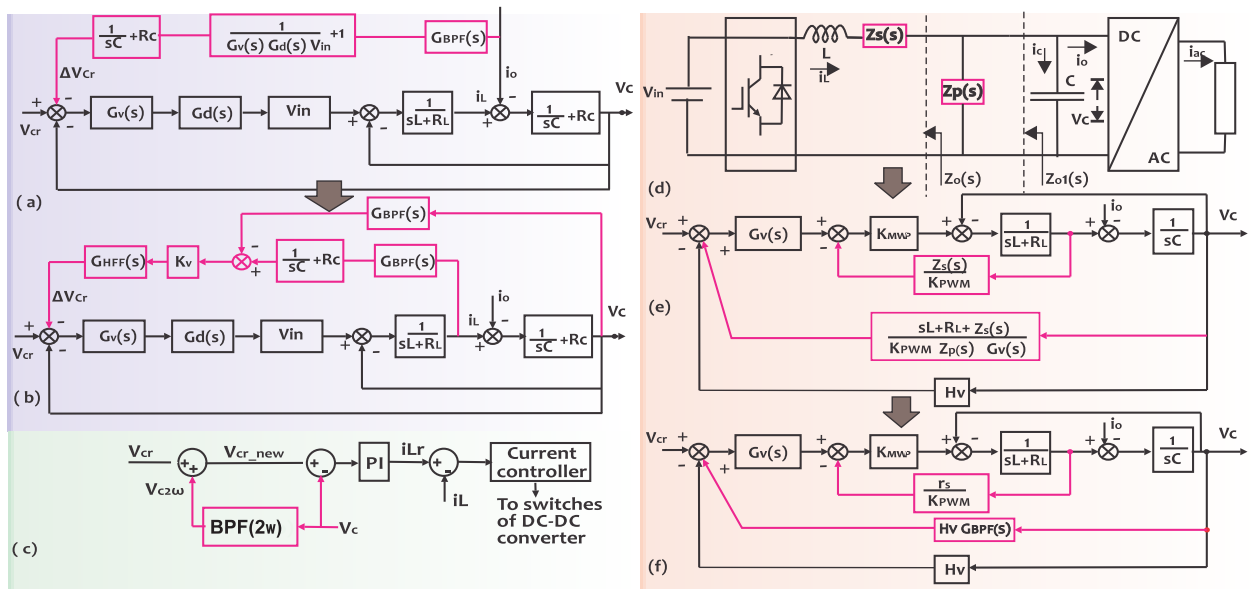 (a)
1/sC +Rc
1/(Gv(s) Gd(s) Vin) +1
GBPF(s)
ΔVCr
io
+
−
−
Vcr
Gv(s)
Gd(s)
Vin
+
−
1/(sL+RL)
iL
+
−
1/sC +Rc
Vc
( a)
GBPF(s)
GHFF(s)
Kv
−
+
1/sC +Rc
GBPF(s)
ΔVCr
io
+
−
−
Vcr
Gv(s)
Gd(s)
Vin
+
−
1/(sL+RL)
iL
+
−
1/sC +Rc
Vc
( b)
Vcr
++
Vcr_new
+-
PI
iLr
+-
Current
controller
Vc2ω
iL
BPF(2w)
Vc
To switches
of DC-DC
converter
( c)
Vin
L
iL
Zs(s)
Zp(s)
ic
C
io
Vc
DC
AC
iac
Zo(s)
Zo1(s)
(d)
Vcr
+
−
+
Gv(s)
+
−
KMWP
+
−
1/(sL+RL)
+
−
io
1/sC
Vc
Zs(s)/KPWM
(sL+RL+ Zs(s))/(KPWM Zp(s) Gv(s))
Hv
(e)
Vcr
+
−
+
Gv(s)
+
−
KMWP
+
−
1/(sL+RL)
+
−
io
1/sC
Vc
rs/KPWM
Hv GBPF(S)
Hv
(f)